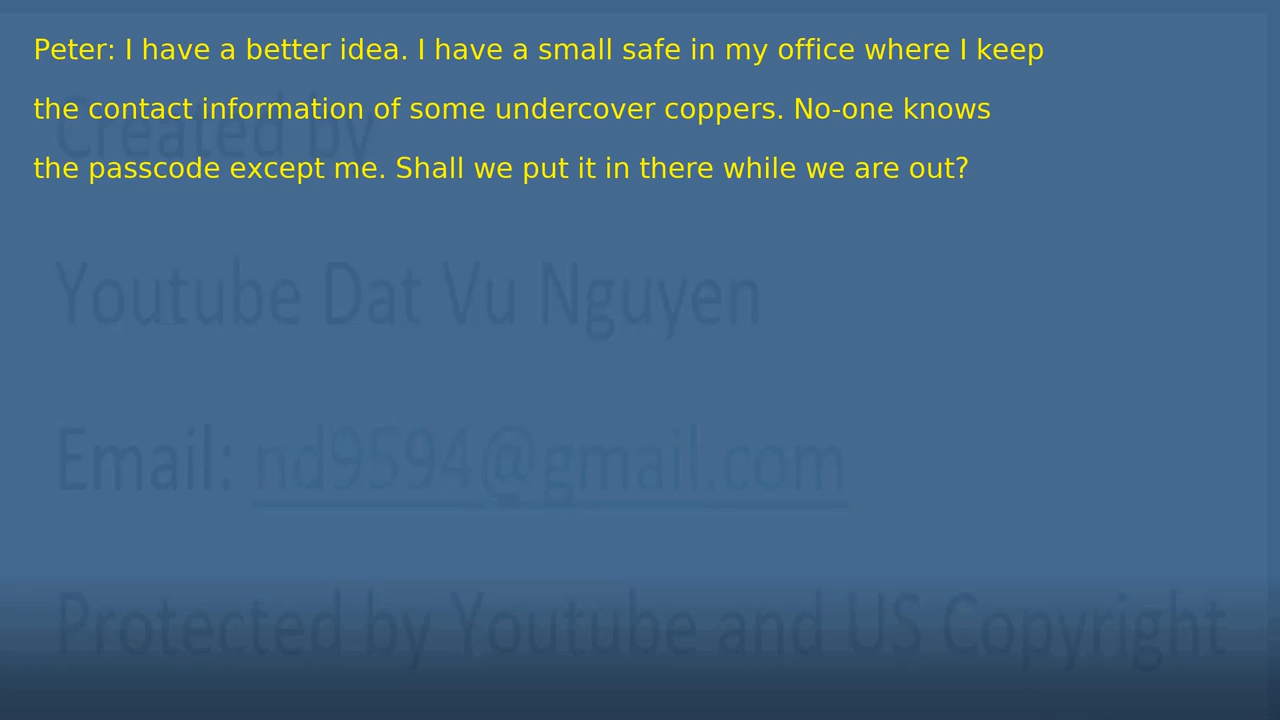 Peter: I have a better idea. I have a small safe in my office where I keep
the contact information of some undercover coppers. No-one knows
the passcode except me. Shall we put it in there while we are out?
Created by
Youtube Dat Vu Nguyen
Email: nd9594@gmail.com
Protected by Youtube and US Copyright